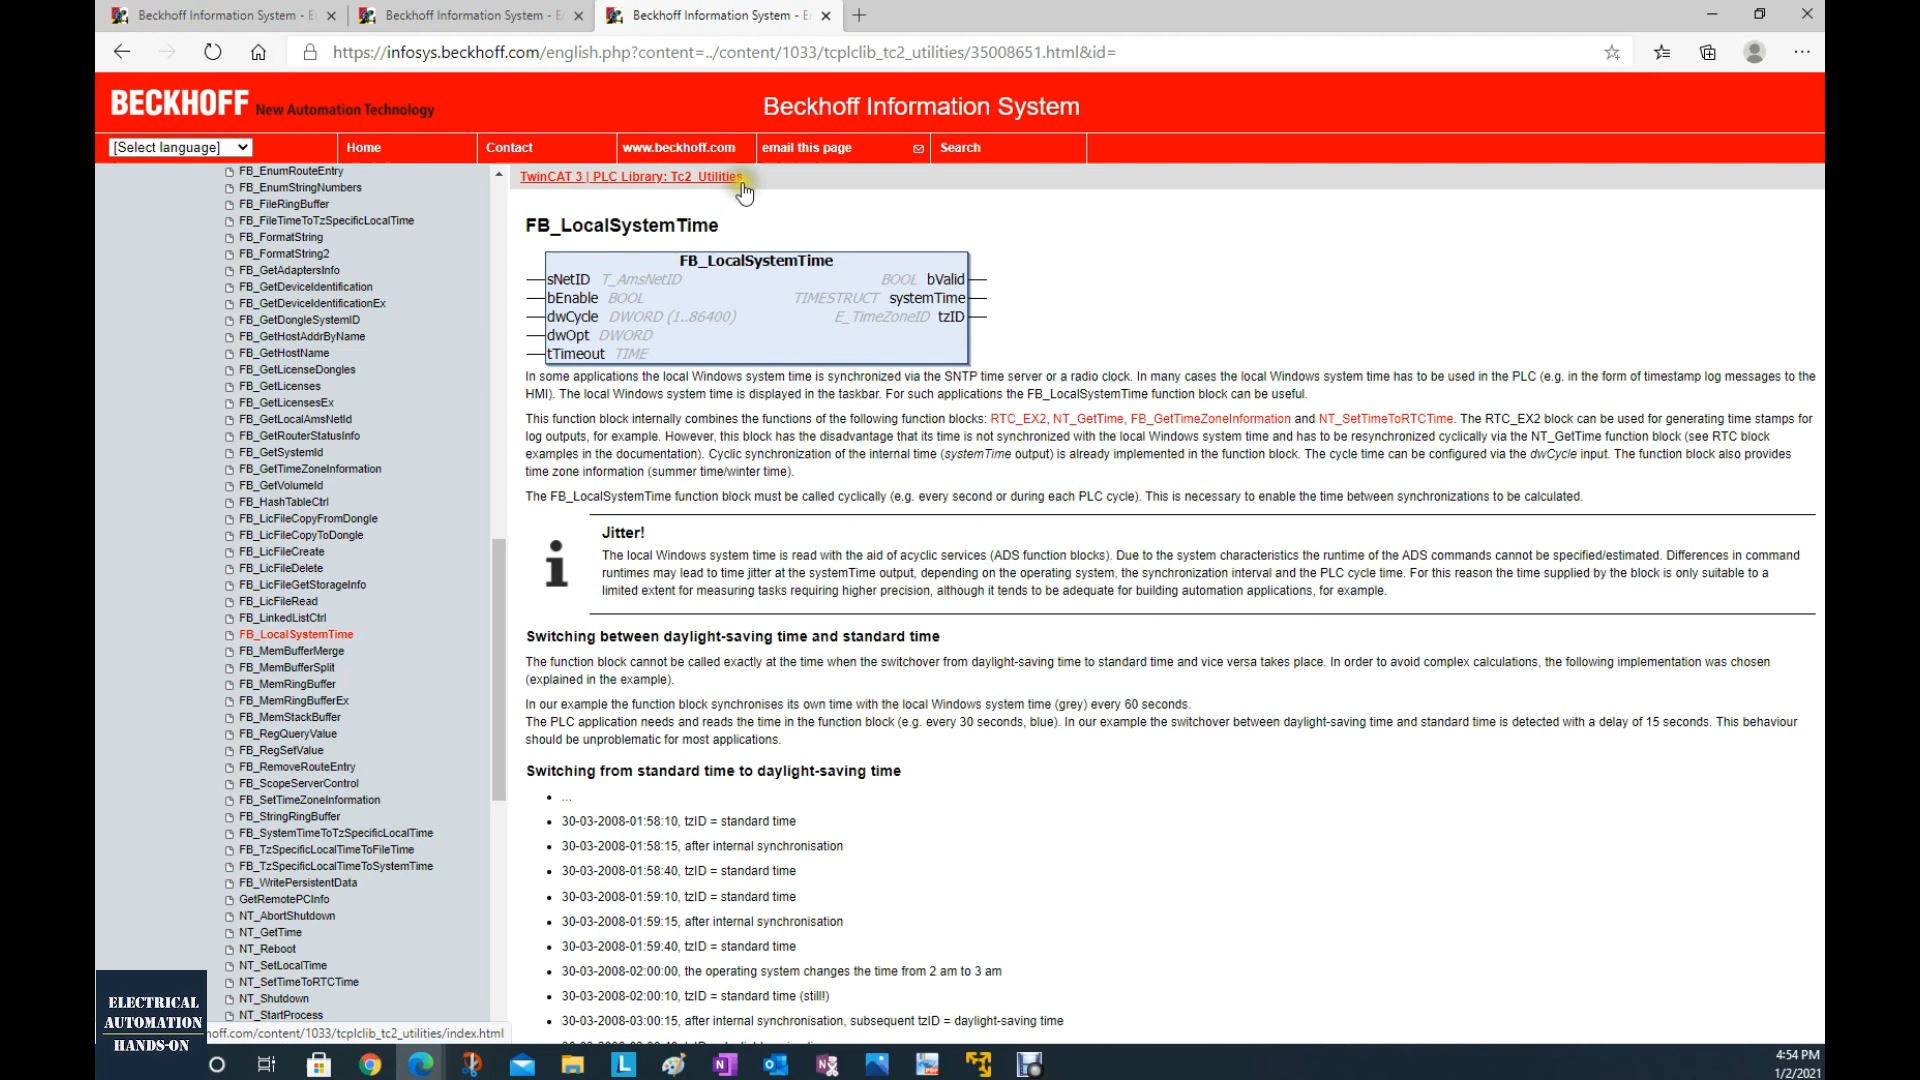 Beckhoff Information System - E
Beckhoff Information System - E
Beckhoff Information System - E
https://infosys.beckhoff.com/english.php?content=../content/1033/tcplclib_tc2_utilities/35008651.html&id=
BECKHOFF New Automation Technology
Beckhoff Information System
[Select language]
Home
Contact
www.beckhoff.com
email this page
Search
FB_EnumRouteEntry
FB_EnumStringNumbers
FB_FileRingBuffer
FB_FileTimeToTzSpecificLocalTime
FB_FormatString
FB_FormatString2
FB_GetAdaptersInfo
FB_GetDeviceIdentification
FB_GetDeviceIdentificationEx
FB_GetDongleSystemID
FB_GetHostAddrByName
FB_GetHostName
FB_GetLicenseDongles
FB_GetLicenses
FB_GetLicensesEx
FB_GetLocalAmsNetId
FB_GetRouterStatusInfo
FB_GetSystemId
FB_GetTimeZoneInformation
FB_GetVolumeId
FB_HashTableCtrl
FB_LicFileCopyFromDongle
FB_LicFileCopyToDongle
FB_LicFileCreate
FB_LicFileDelete
FB_LicFileGetStorageInfo
FB_LicFileRead
FB_LinkedListCtrl
FB_LocalSystemTime
FB_MemBufferMerge
FB_MemBufferSplit
FB_MemRingBuffer
FB_MemRingBufferEx
FB_MemStackBuffer
FB_RegQueryValue
FB_RegSetValue
FB_RemoveRouteEntry
FB_ScopeServerControl
FB_SetTimeZoneInformation
FB_StringRingBuffer
FB_SystemTimeToTzSpecificLocalTime
FB_TzSpecificLocalTimeToFileTime
FB_TzSpecificLocalTimeToSystemTime
FB_WritePersistentData
GetRemotePCInfo
NT_AbortShutdown
NT_GetTime
NT_Reboot
NT_SetLocalTime
NT_SetTimeToRTCTime
NT_Shutdown
NT_StartProcess
TwinCAT 3 | PLC Library: Tc2_Utilities
FB_LocalSystemTime
FB_LocalSystemTime
sNetID T_AmsNetID BOOL bValid
bEnable BOOL TIMESTRUCT systemTime
dwCycle DWORD (1..86400) E_TimeZoneID tzID
dwOpt DWORD
tTimeout TIME
In some applications the local Windows system time is synchronized via the SNTP time server or a radio clock. In many cases the local Windows system time has to be used in the PLC (e.g. in the form of timestamp log messages to the
HMI). The local Windows system time is displayed in the taskbar. For such applications the FB_LocalSystemTime function block can be useful.
This function block internally combines the functions of the following function blocks: RTC_EX2, NT_GetTime, FB_GetTimeZoneInformation and NT_SetTimeToRTCTime. The RTC_EX2 block can be used for generating time stamps for
log outputs, for example. However, this block has the disadvantage that its time is not synchronized with the local Windows system time and has to be resynchronized cyclically via the NT_GetTime function block (see RTC block
examples in the documentation). Cyclic synchronization of the internal time (systemTime output) is already implemented in the function block. The cycle time can be configured via the dwCycle input. The function block also provides
time zone information (summer time/winter time).
The FB_LocalSystemTime function block must be called cyclically (e.g. every second or during each PLC cycle). This is necessary to enable the time between synchronizations to be calculated.
Jitter!
The local Windows system time is read with the aid of acyclic services (ADS function blocks). Due to the system characteristics the runtime of the ADS commands cannot be specified/estimated. Differences in command
runtimes may lead to time jitter at the systemTime output, depending on the operating system, the synchronization interval and the PLC cycle time. For this reason the time supplied by the block is only suitable to a
limited extent for measuring tasks requiring higher precision, although it tends to be adequate for building automation applications, for example.
Switching between daylight-saving time and standard time
The function block cannot be called exactly at the time when the switchover from daylight-saving time to standard time and vice versa takes place. In order to avoid complex calculations, the following implementation was chosen
(explained in the example).
In our example the function block synchronises its own time with the local Windows system time (grey) every 60 seconds.
The PLC application needs and reads the time in the function block (e.g. every 30 seconds, blue). In our example the switchover between daylight-saving time and standard time is detected with a delay of 15 seconds. This behaviour
should be unproblematic for most applications.
Switching from standard time to daylight-saving time
• ...
• 30-03-2008-01:58:10, tzID = standard time
• 30-03-2008-01:58:15, after internal synchronisation
• 30-03-2008-01:58:40, tzID = standard time
• 30-03-2008-01:59:10, tzID = standard time
• 30-03-2008-01:59:15, after internal synchronisation
• 30-03-2008-01:59:40, tzID = standard time
• 30-03-2008-02:00:00, the operating system changes the time from 2 am to 3 am
• 30-03-2008-02:00:10, tzID = standard time (still!)
• 30-03-2008-03:00:15, after internal synchronisation, subsequent tzID = daylight-saving time
ELECTRICAL
AUTOMATION
HANDS-ON
hoff.com/content/1033/tcplclib_tc2_utilities/index.html
4:54 PM
1/2/2021